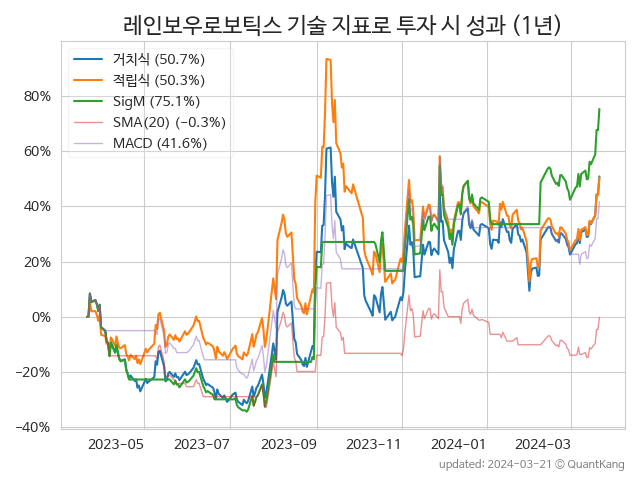 레인보우로보틱스 기술 지표로 투자 시 성과 (1년)
거치식 (50.7%)
적립식 (50.3%)
SigM (75.1%)
SMA(20) (−0.3%)
MACD (41.6%)
80%
60%
40%
20%
0%
−20%
−40%
2023-05
2023-07
2023-09
2023-11
2024-01
2024-03
updated: 2024-03-21 © QuantKang